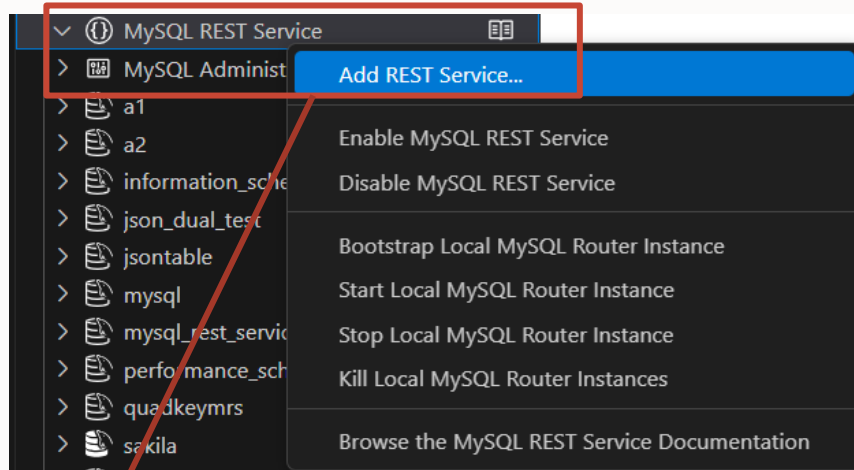 MySQL REST Service
MySQL Administ
Add REST Service...
a1
a2
Enable MySQL REST Service
information_sche
Disable MySQL REST Service
json_dual_test
jsontable
Bootstrap Local MySQL Router Instance
mysql
Start Local MySQL Router Instance
mysql_rest_servic
Stop Local MySQL Router Instance
performance_sch
Kill Local MySQL Router Instances
quadkeymrs
sakila
Browse the MySQL REST Service Documentation